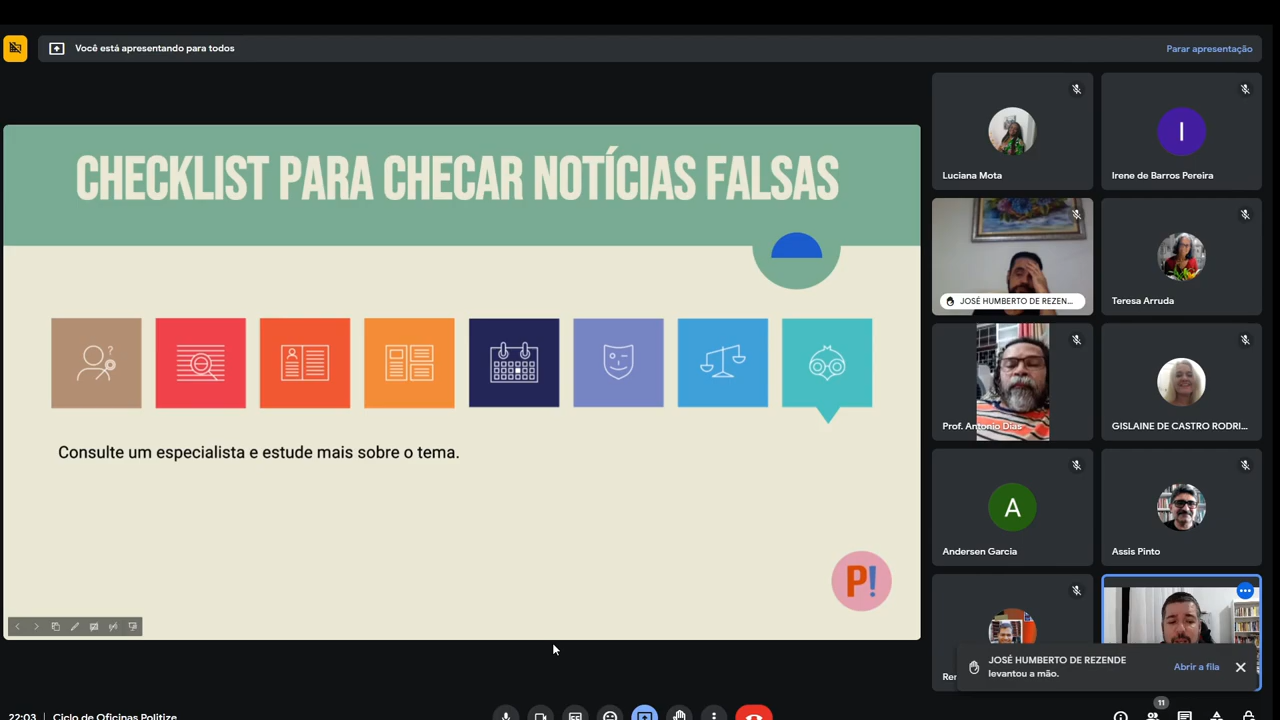 Você está apresentando para todos
Parar apresentação
CHECKLIST PARA CHECAR NOTÍCIAS FALSAS
?
Consulte um especialista e estude mais sobre o tema.
P!
Luciana Mota
I
Irene de Barros Pereira
JOSÉ HUMBERTO DE REZEN...
Teresa Arruda
Prof. Antonio Dias
GISLAINE DE CASTRO RODRI...
A
Andersen Garcia
Assis Pinto
JOSÉ HUMBERTO DE REZENDE
levantou a mão.
Abrir a fila
22:03 | Ciclo de Oficinas Politize
11